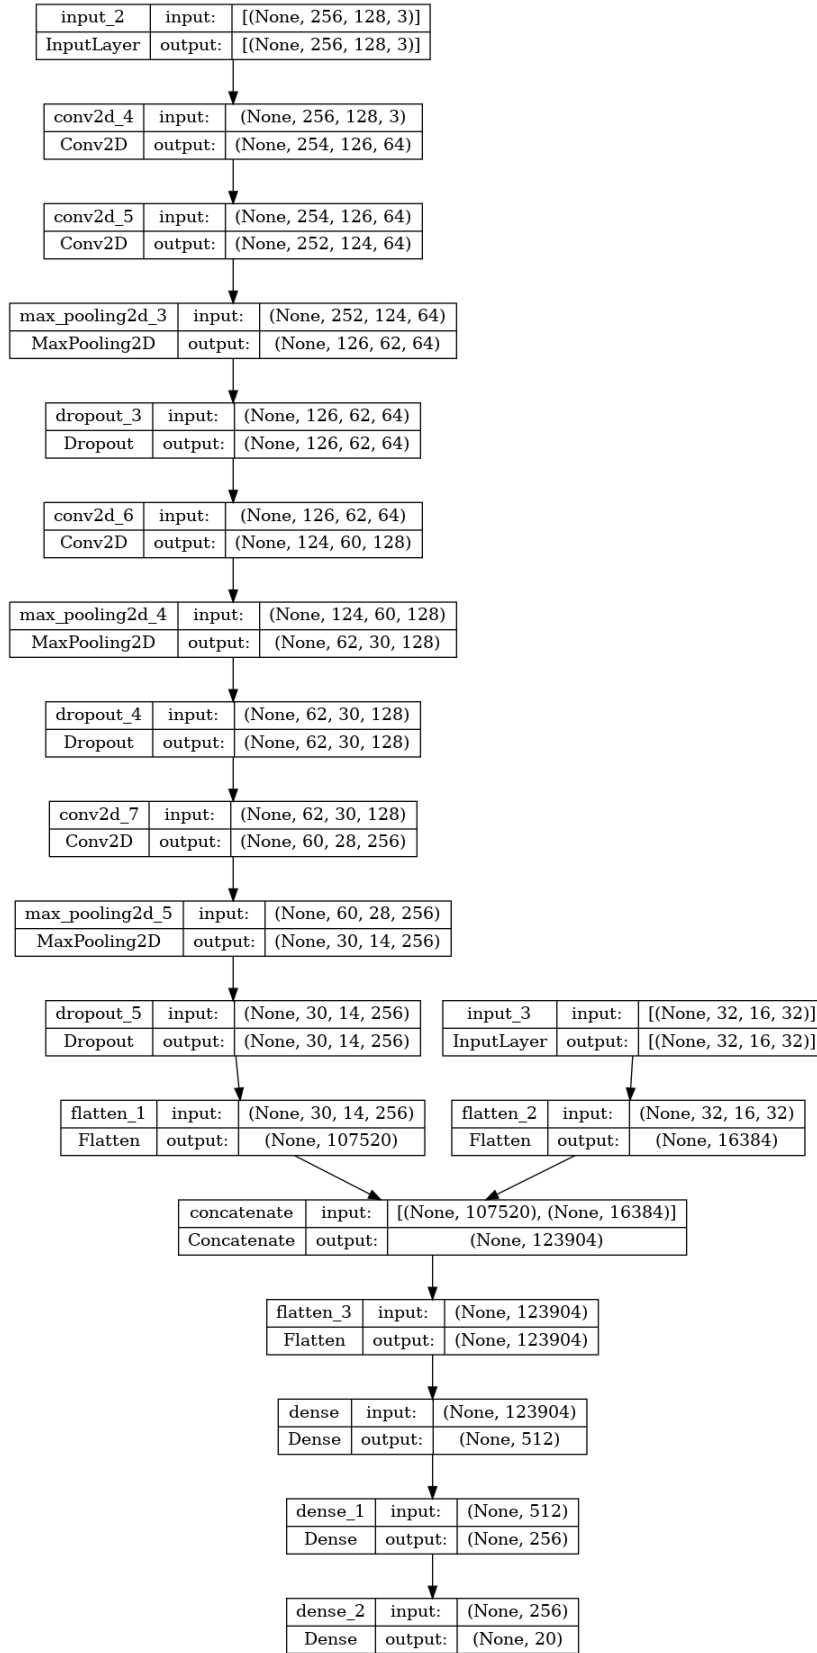 input_2 input: [(None, 256, 128, 3)]
InputLayer output: [(None, 256, 128, 3)]
conv2d_4 input: (None, 256, 128, 3)
Conv2D output: (None, 254, 126, 64)
conv2d_5 input: (None, 254, 126, 64)
Conv2D output: (None, 252, 124, 64)
max_pooling2d_3 input: (None, 252, 124, 64)
MaxPooling2D output: (None, 126, 62, 64)
dropout_3 input: (None, 126, 62, 64)
Dropout output: (None, 126, 62, 64)
conv2d_6 input: (None, 126, 62, 64)
Conv2D output: (None, 124, 60, 128)
max_pooling2d_4 input: (None, 124, 60, 128)
MaxPooling2D output: (None, 62, 30, 128)
dropout_4 input: (None, 62, 30, 128)
Dropout output: (None, 62, 30, 128)
conv2d_7 input: (None, 62, 30, 128)
Conv2D output: (None, 60, 28, 256)
max_pooling2d_5 input: (None, 60, 28, 256)
MaxPooling2D output: (None, 30, 14, 256)
dropout_5 input: (None, 30, 14, 256)
Dropout output: (None, 30, 14, 256)
input_3 input: [(None, 32, 16, 32)]
InputLayer output: [(None, 32, 16, 32)]
flatten_1 input: (None, 30, 14, 256)
Flatten output: (None, 107520)
flatten_2 input: (None, 32, 16, 32)
Flatten output: (None, 16384)
concatenate input: [(None, 107520), (None, 16384)]
Concatenate output: (None, 123904)
flatten_3 input: (None, 123904)
Flatten output: (None, 123904)
dense input: (None, 123904)
Dense output: (None, 512)
dense_1 input: (None, 512)
Dense output: (None, 256)
dense_2 input: (None, 256)
Dense output: (None, 20)